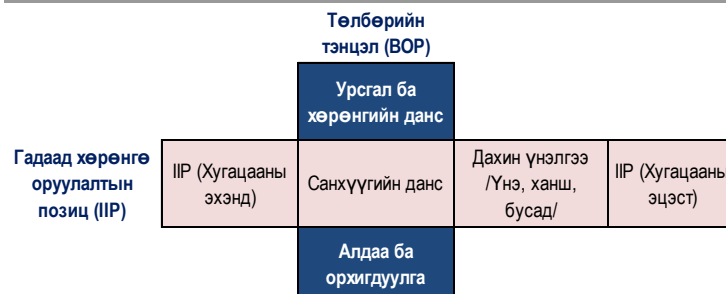 Төлбөрийн
тэнцэл (BOP)
Урсгал ба
хөрөнгийн данс
Гадаад хөрөнгө
оруулалтын
позиц (IIP)
IIP (Хугацааны
эхэнд)
Санхүүгийн данс
Дахин үнэлгээ
/Үнэ, ханш,
бусад/
IIP (Хугацааны
эцэст)
Алдаа ба
орхигдуулга